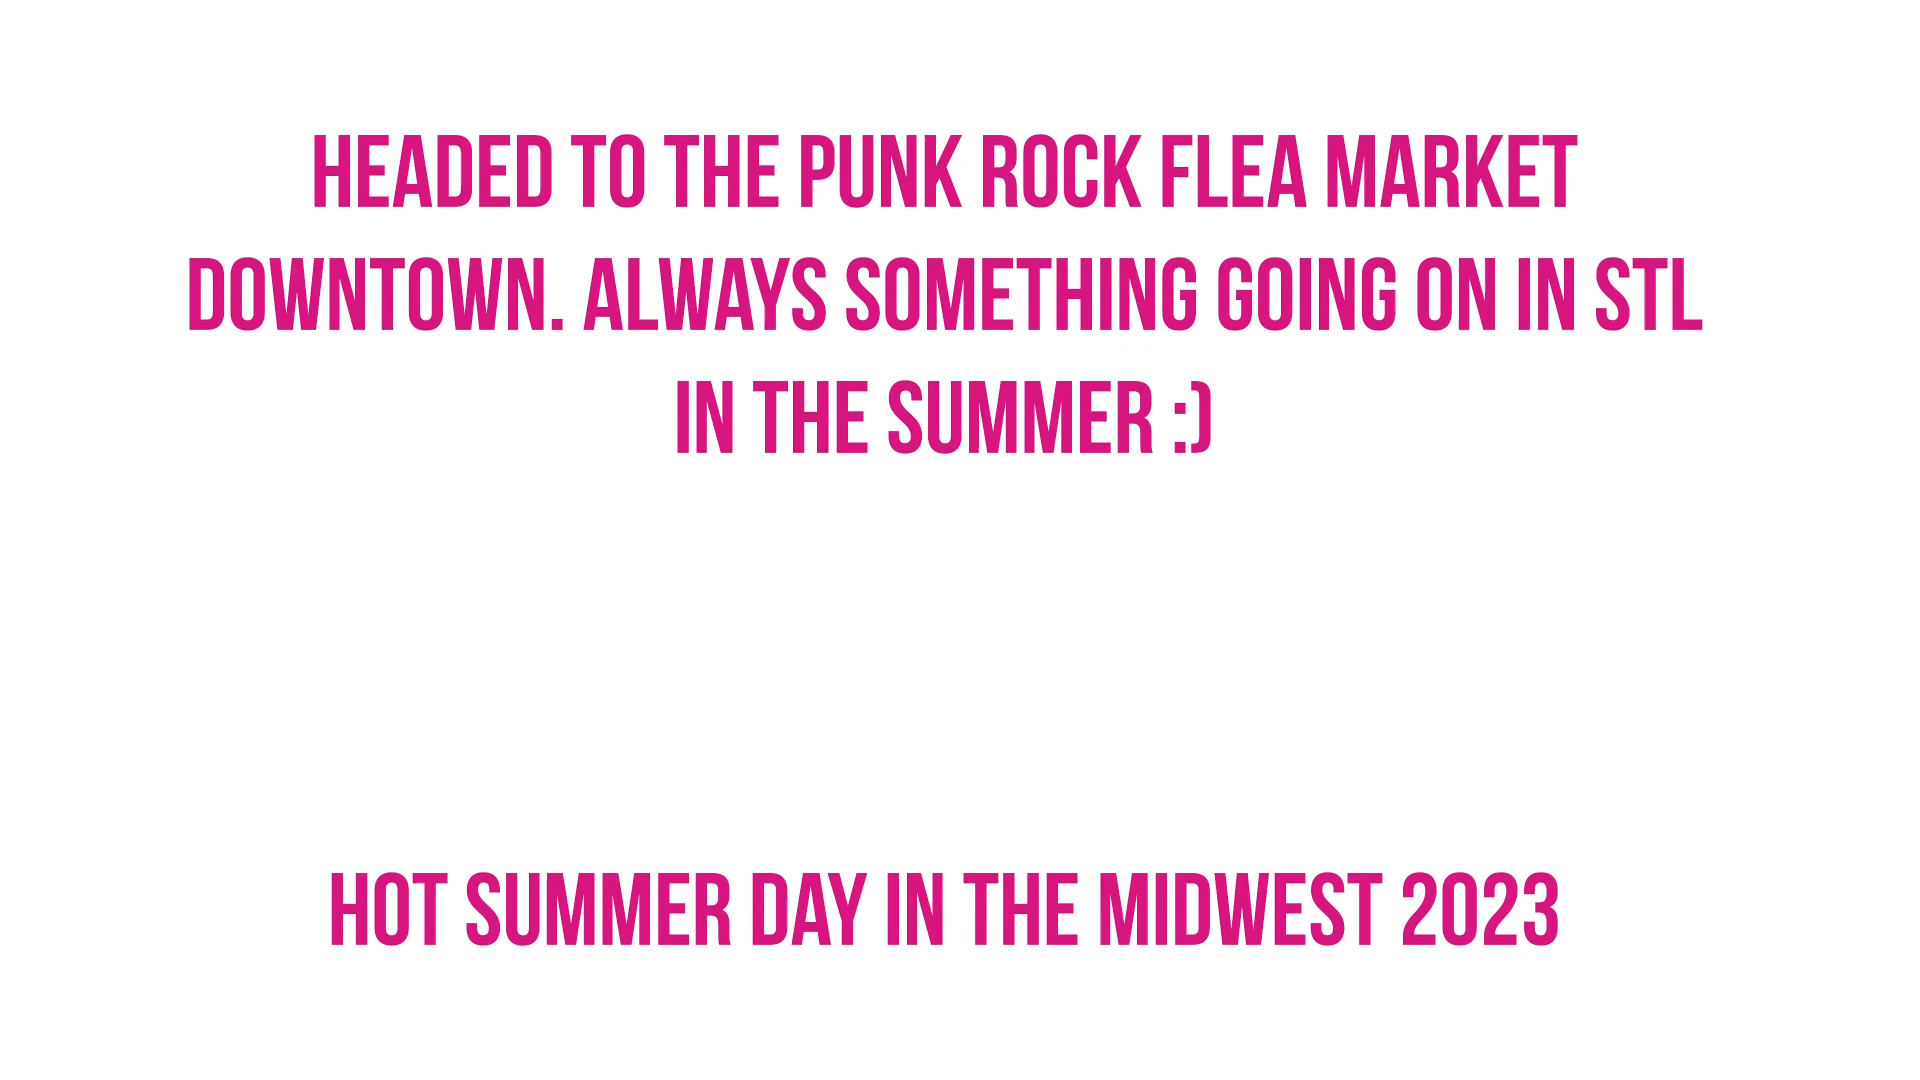 HEADED TO THE PUNK ROCK FLEA MARKET
DOWNTOWN. ALWAYS SOMETHING GOING ON IN STL
IN THE SUMMER :)
HOT SUMMER DAY IN THE MIDWEST 2023